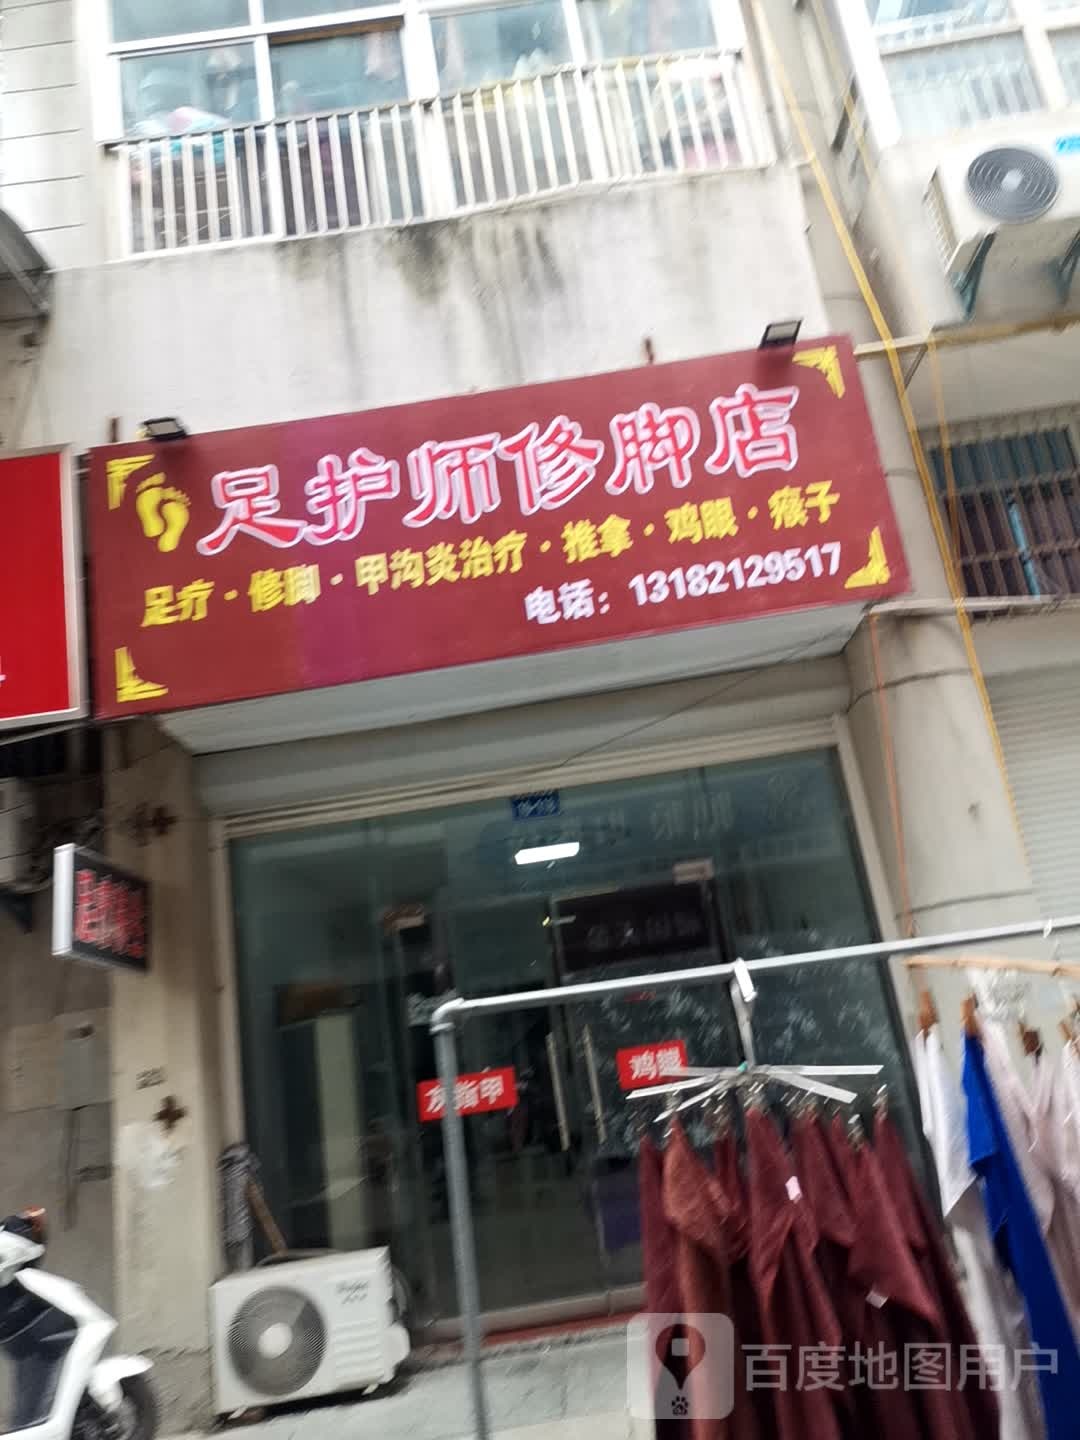 足护师修脚店
足疗·修脚·甲沟炎治疗·推拿·鸡眼·瘊子
电话：13182129517
灰指甲
鸡眼
百度地图用户